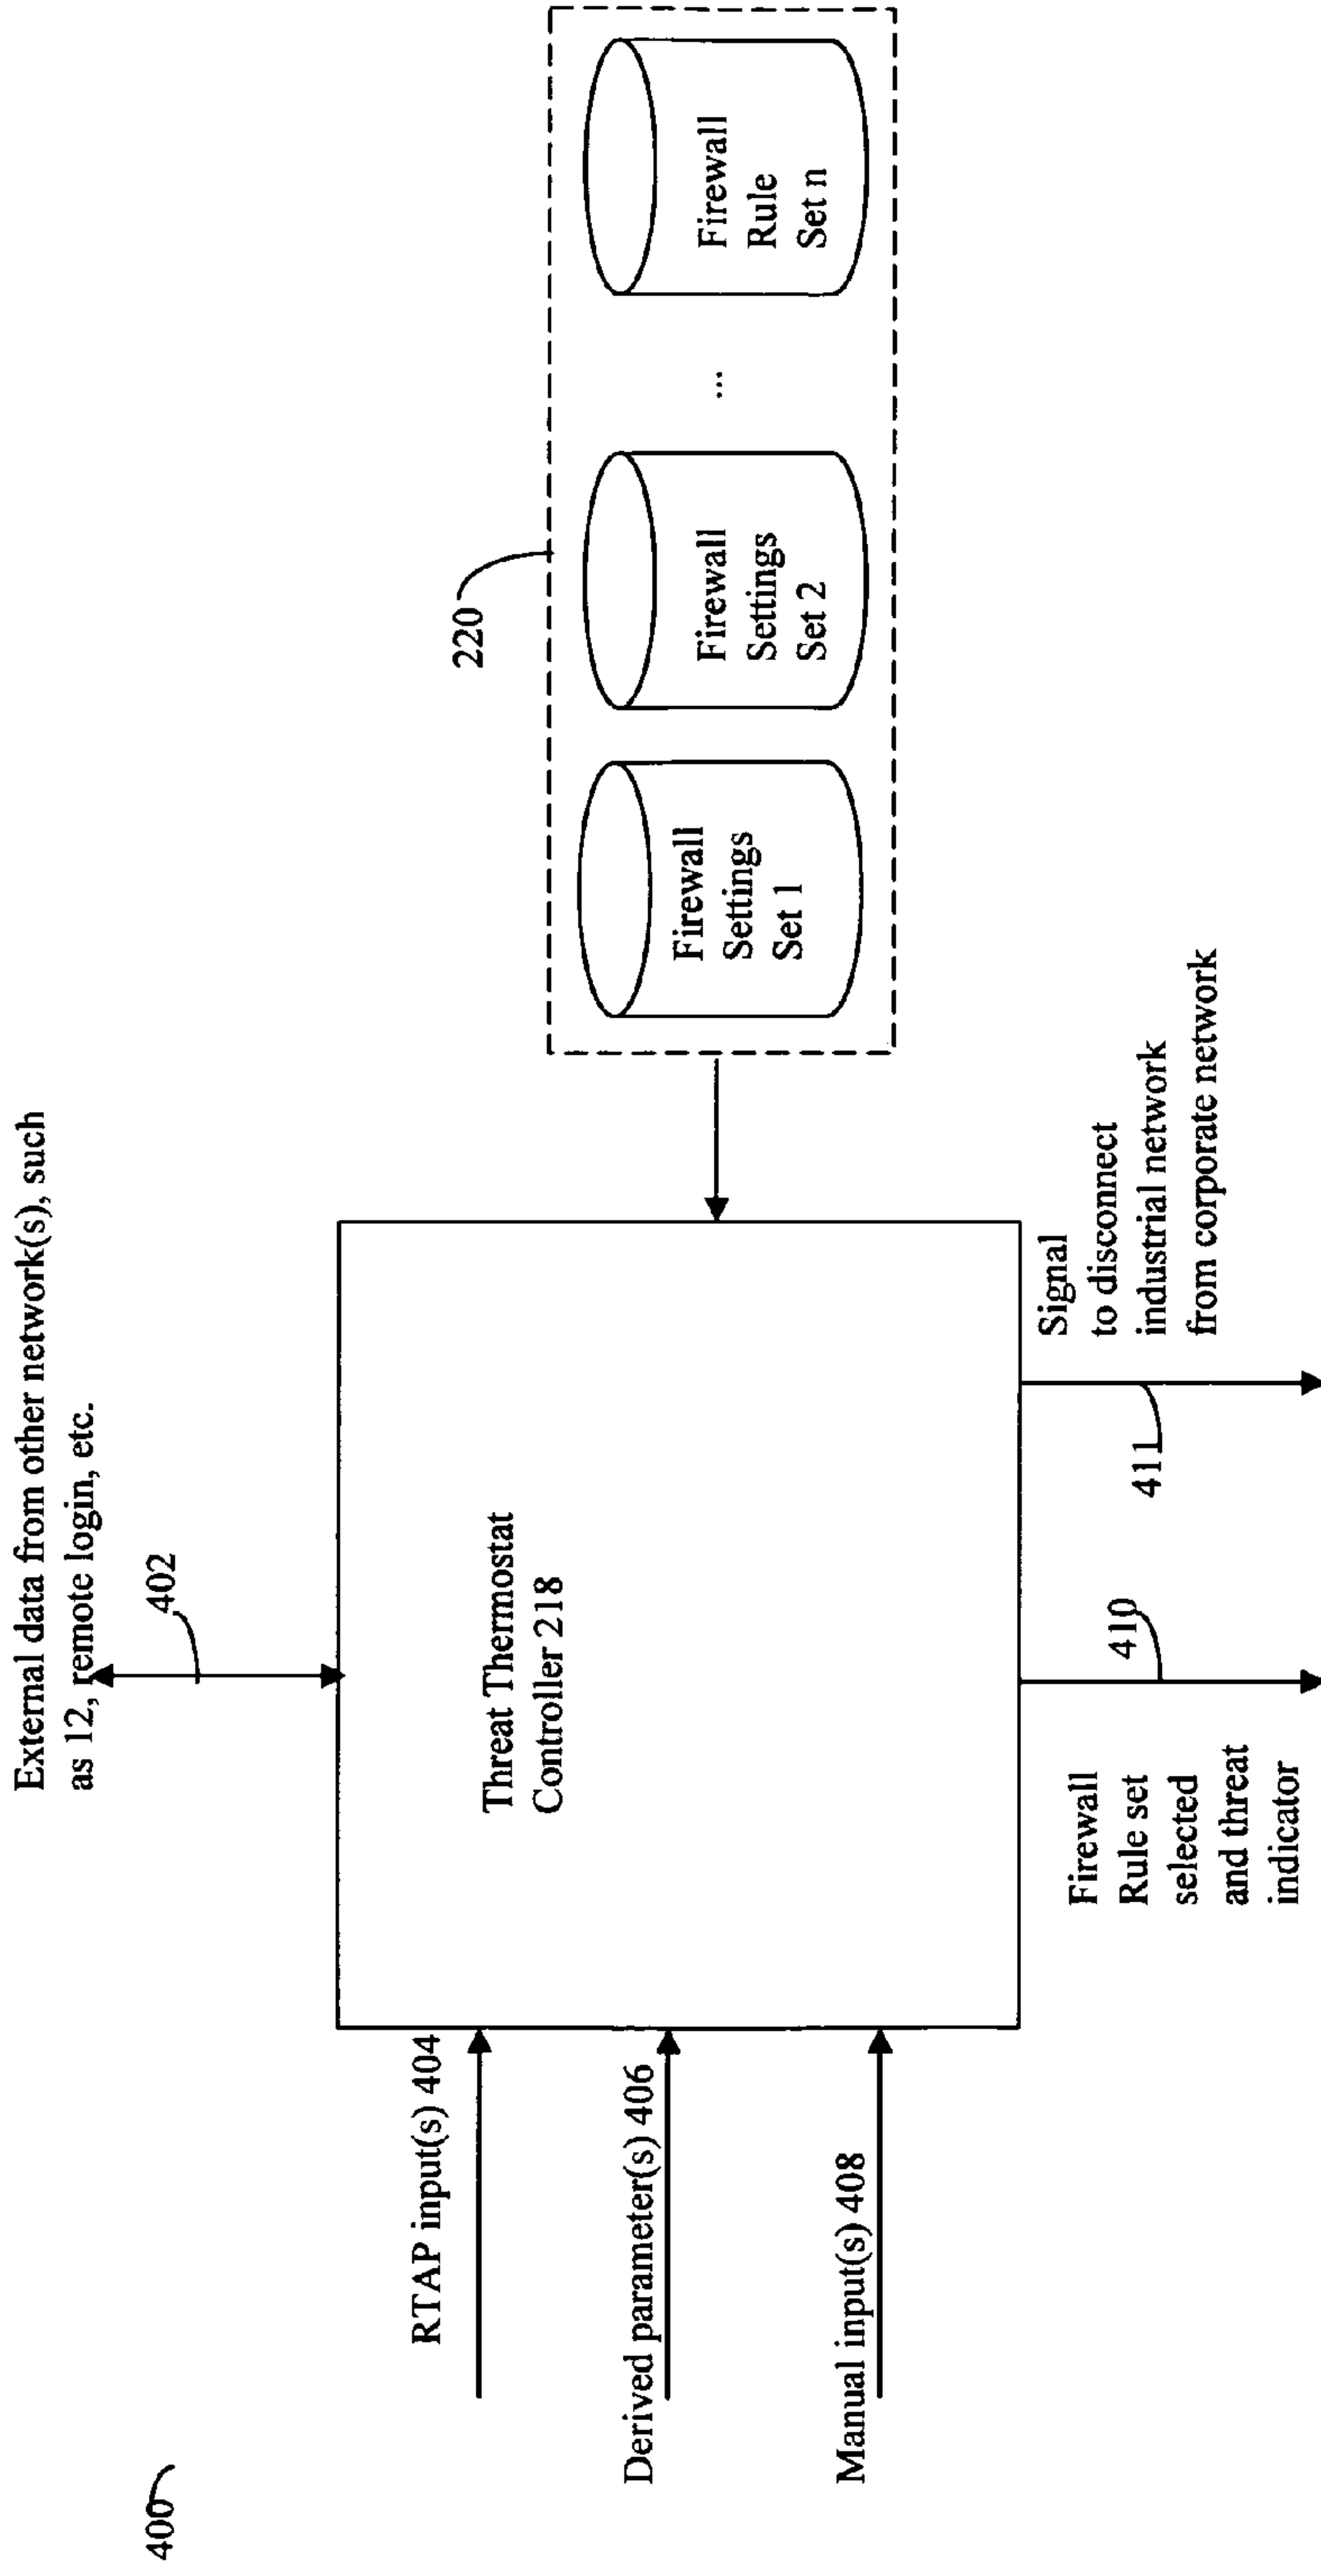 400
External data from other network(s), such
as 12, remote login, etc.
402
RTAP input(s) 404
Derived parameter(s) 406
Manual input(s) 408
Threat Thermostat
Controller 218
220
Firewall
Settings
Set 1
Firewall
Settings
Set 2
...
Firewall
Rule
Set n
Firewall
Rule set
selected
and threat
indicator
410
411
Signal
to disconnect
industrial network
from corporate network